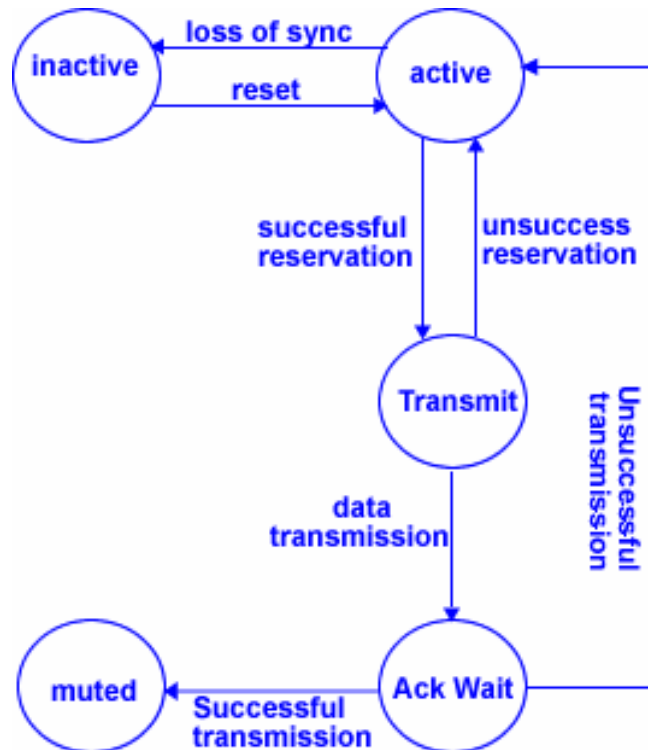 loss of sync
inactive
active
reset
successful
reservation
unsuccess
reservation
Transmit
Unsuccessful
transmission
data
transmission
muted
Successful
transmission
Ack Wait